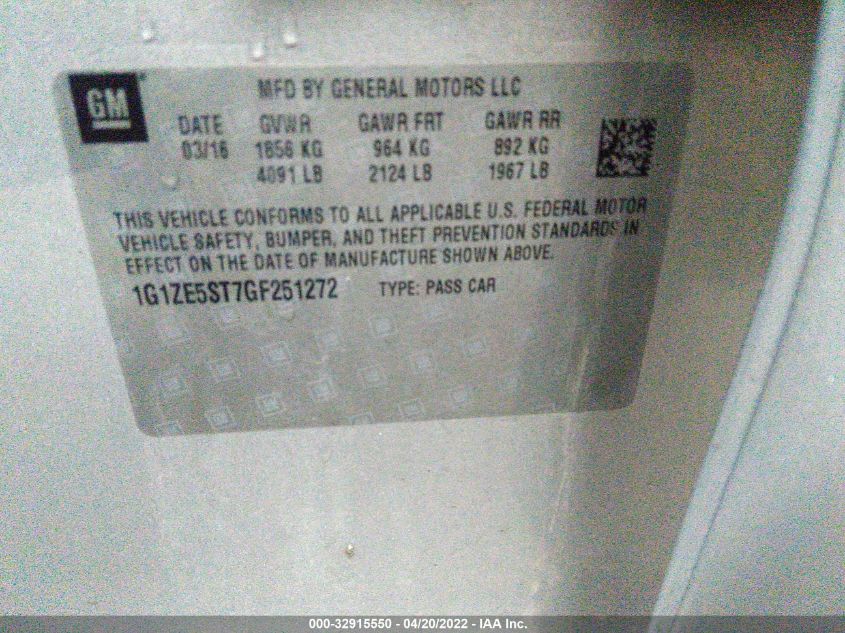 GM
MFD BY GENERAL MOTORS LLC
DATE GVWR GAWR FRT GAWR RR
03/16 1856 KG 964 KG 892 KG
4091 LB 2124 LB 1967 LB
THIS VEHICLE CONFORMS TO ALL APPLICABLE U.S. FEDERAL MOTOR
VEHICLE SAFETY, BUMPER, AND THEFT PREVENTION STANDARDS IN
EFFECT ON THE DATE OF MANUFACTURE SHOWN ABOVE.
1G1ZE5ST7GF251272 TYPE: PASS CAR
000-32915550 - 04/20/2022 - IAA Inc.